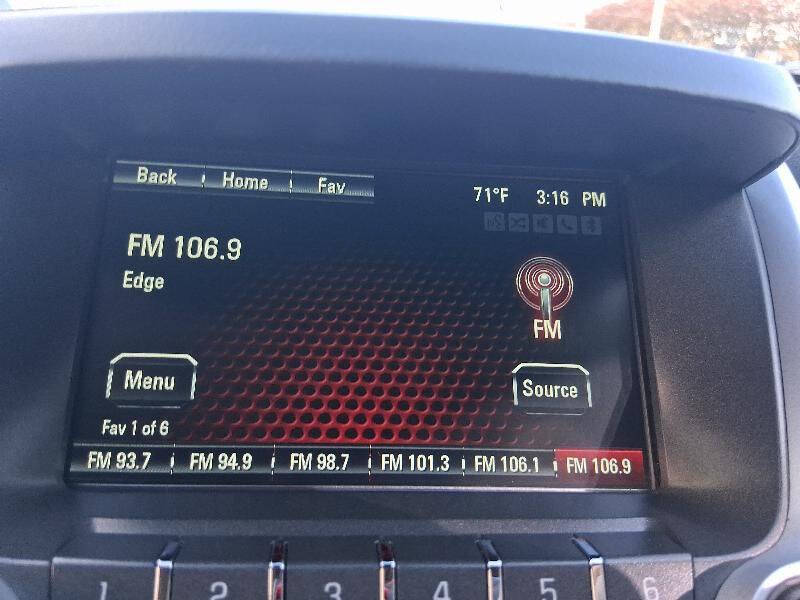 Back Home Fav 71°F 3:16 PM
FM 106.9
Edge
FM
Menu Source
Fav 1 of 6
FM 93.7 FM 94.9 FM 98.7 FM 101.3 FM 106.1 FM 106.9
1 2 3 4 5 6